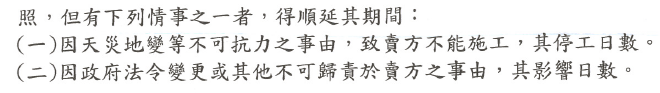 照，但有下列情事之一者，得順延其期間：
(一)因天災地變等不可抗力之事由，致賣方不能施工，其停工日數。
(二)因政府法令變更或其他不可歸責於賣方之事由，其影響日數。